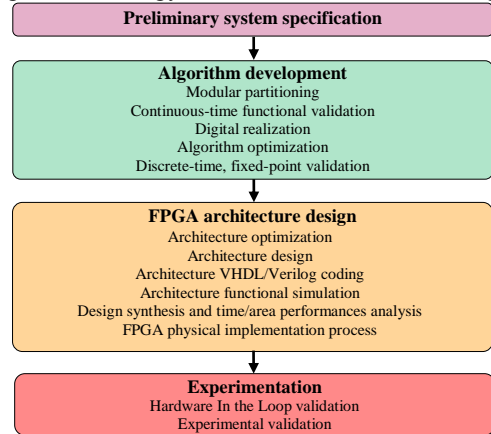 Preliminary system specification
Algorithm development
Modular partitioning
Continuous-time functional validation
Digital realization
Algorithm optimization
Discrete-time, fixed-point validation
FPGA architecture design
Architecture optimization
Architecture design
Architecture VHDL/Verilog coding
Architecture functional simulation
Design synthesis and time/area performances analysis
FPGA physical implementation process
Experimentation
Hardware In the Loop validation
Experimental validation